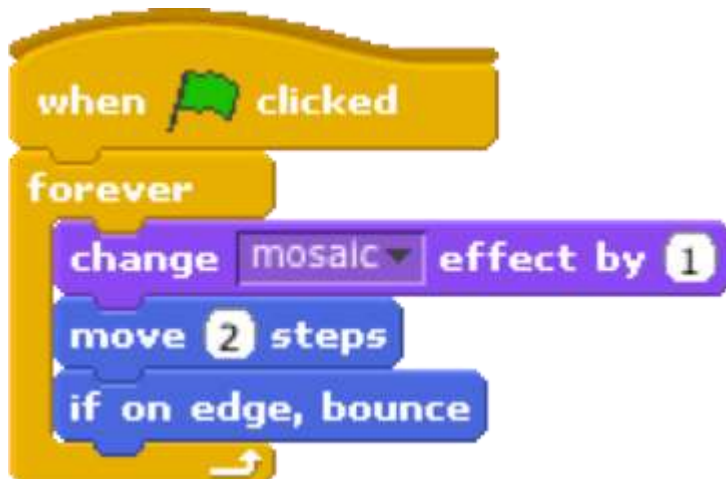 when clicked
forever
change mosaic effect by 1
move 2 steps
if on edge, bounce